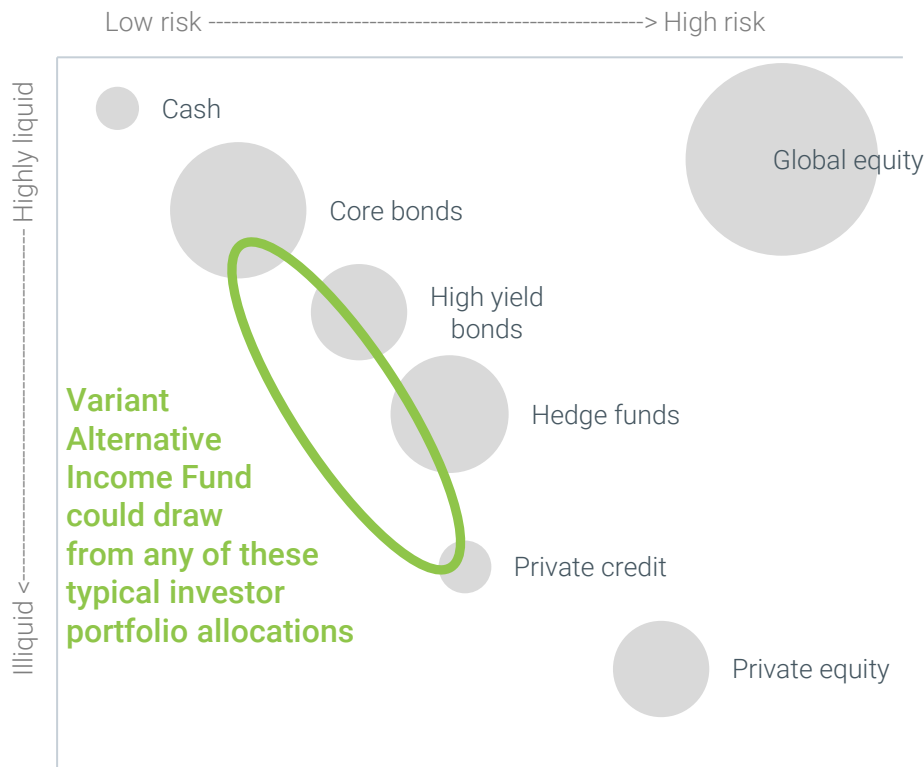 Low risk ----------------------------------------------------> High risk
Illiquid <---------------------------------------- Highly liquid
Cash
Global equity
Core bonds
High yield
bonds
Variant
Alternative
Income Fund
could draw
from any of these
typical investor
portfolio allocations
Hedge funds
Private credit
Private equity